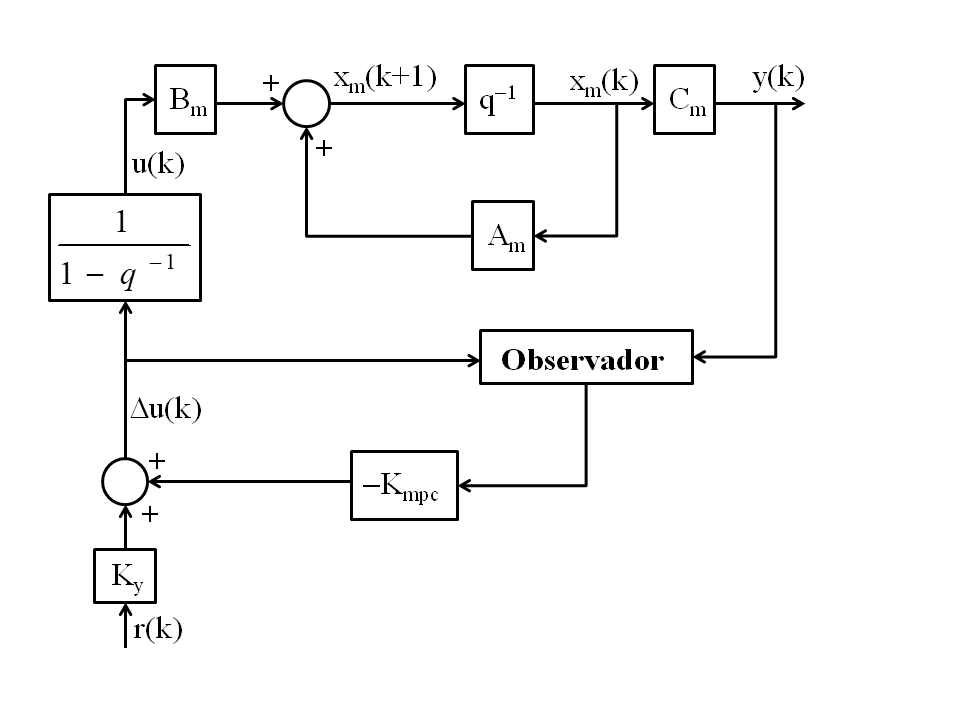 + x_m(k+1) x_m(k) y(k)
B_m q^–1 C_m
+
u(k)
A_m
1
1 − q^−1
Observador
Δu(k)
+
–K_mpc
+
K_y
r(k)